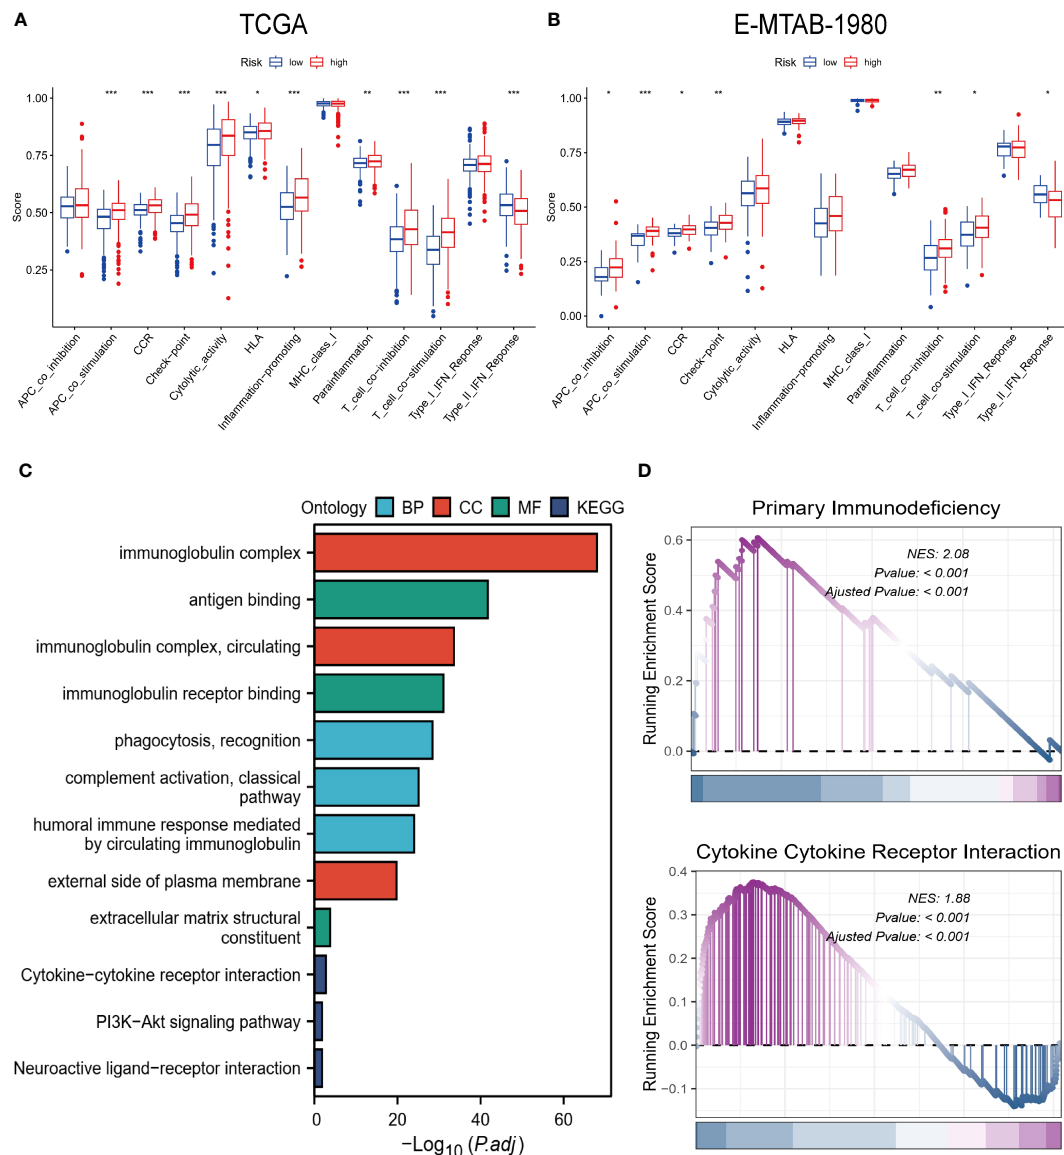 A
TCGA
Risk low high
*** *** *** *** * *** ** *** *** ***
Score
1.00
0.75
0.50
0.25
APC_co_inhibition
APC_co_stimulation
CCR
Check−point
Cytolytic_activity
HLA
Inflammation−promoting
MHC_class_I
Parainflammation
T_cell_co−inhibition
T_cell_co−stimulation
Type_I_IFN_Reponse
Type_II_IFN_Reponse
B
E-MTAB-1980
Risk low high
* *** * ** ** * *
Score
1.00
0.75
0.50
0.25
0.00
APC_co_inhibition
APC_co_stimulation
CCR
Check−point
Cytolytic_activity
HLA
Inflammation−promoting
MHC_class_I
Parainflammation
T_cell_co−inhibition
T_cell_co−stimulation
Type_I_IFN_Reponse
Type_II_IFN_Reponse
C
Ontology BP CC MF KEGG
immunoglobulin complex
antigen binding
immunoglobulin complex, circulating
immunoglobulin receptor binding
phagocytosis, recognition
complement activation, classical
pathway
humoral immune response mediated
by circulating immunoglobulin
external side of plasma membrane
extracellular matrix structural
constituent
Cytokine−cytokine receptor interaction
PI3K−Akt signaling pathway
Neuroactive ligand−receptor interaction
0 20 40 60
−Log10 (P.adj)
D
Primary Immunodeficiency
NES: 2.08
Pvalue: < 0.001
Ajusted Pvalue: < 0.001
Running Enrichment Score
0.6
0.4
0.2
0.0
Cytokine Cytokine Receptor Interaction
NES: 1.88
Pvalue: < 0.001
Ajusted Pvalue: < 0.001
Running Enrichment Score
0.4
0.3
0.2
0.1
0.0
−0.1